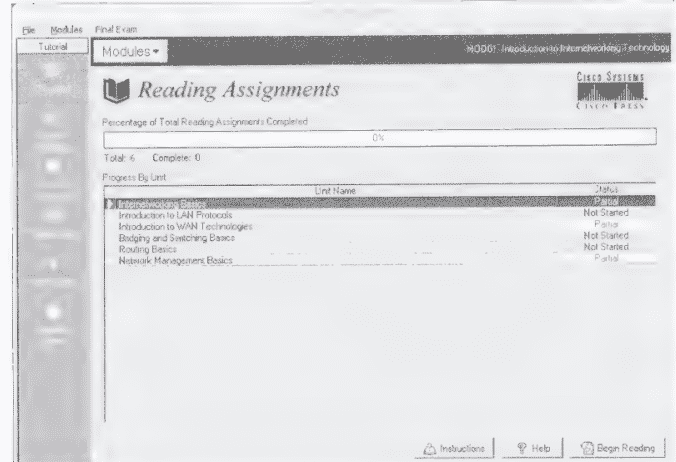 File Modules Final Exam
Tutorial
Modules
MOD01 - Introduction to Internetworking Technology
Reading Assignments
CISCO SYSTEMS
CISCO PRESS
Percentage of Total Reading Assignments Completed
0%
Total: 6 Complete: 0
Progress By Unit
Unit Name Status
Internetworking Basics Partial
Introduction to LAN Protocols Not Started
Introduction to WAN Technologies Partial
Bridging and Switching Basics Not Started
Routing Basics Not Started
Network Management Basics Partial
Instructions Help Begin Reading